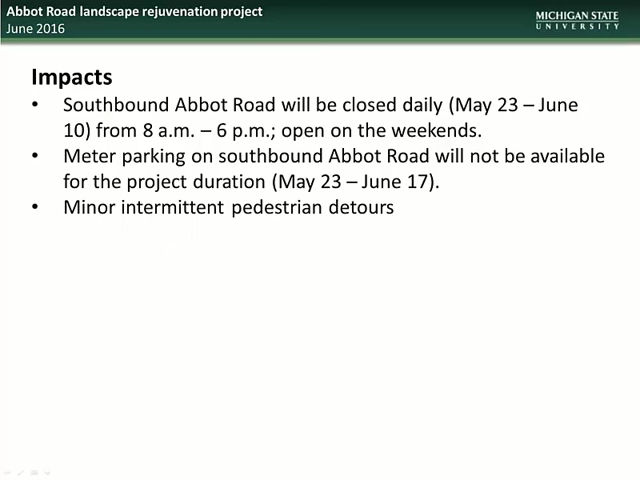 Abbot Road landscape rejuvenation project
June 2016
MICHIGAN STATE
UNIVERSITY
Impacts
• Southbound Abbot Road will be closed daily (May 23 – June
10) from 8 a.m. – 6 p.m.; open on the weekends.
• Meter parking on southbound Abbot Road will not be available
for the project duration (May 23 – June 17).
• Minor intermittent pedestrian detours